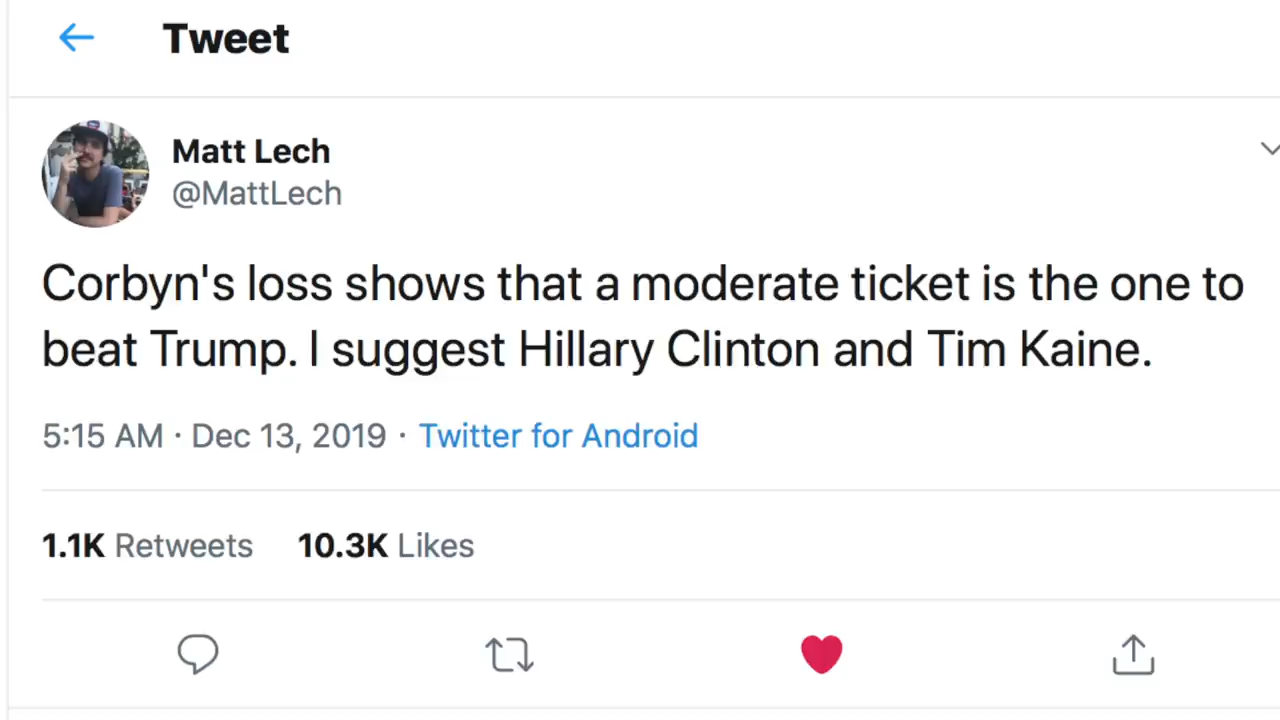 Tweet
Matt Lech
@MattLech
Corbyn's loss shows that a moderate ticket is the one to
beat Trump. I suggest Hillary Clinton and Tim Kaine.
5:15 AM · Dec 13, 2019 · Twitter for Android
1.1K Retweets 10.3K Likes